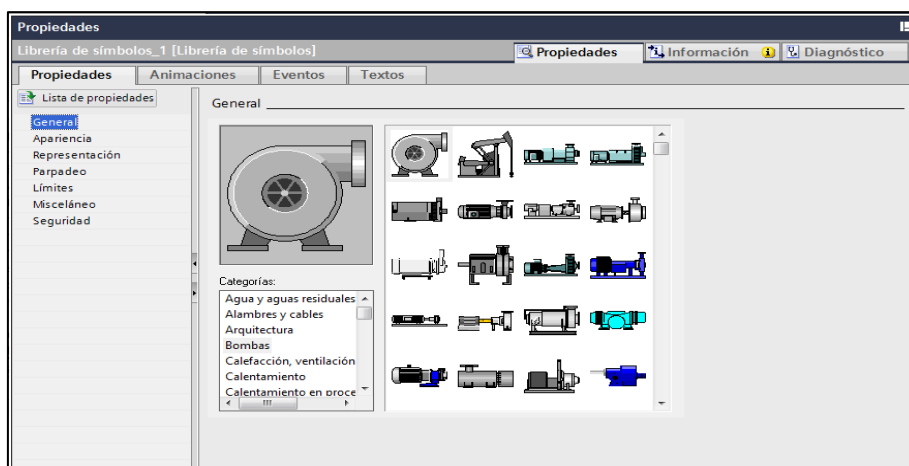 Propiedades
Librería de símbolos_1 [Librería de símbolos]
Propiedades
Información
Diagnóstico
Propiedades
Animaciones
Eventos
Textos
Lista de propiedades
General
Apariencia
Representación
Parpadeo
Límites
Misceláneo
Seguridad
General
Categorías:
Agua y aguas residuales
Alambres y cables
Arquitectura
Bombas
Calefacción, ventilación
Calentamiento
Calentamiento en proce